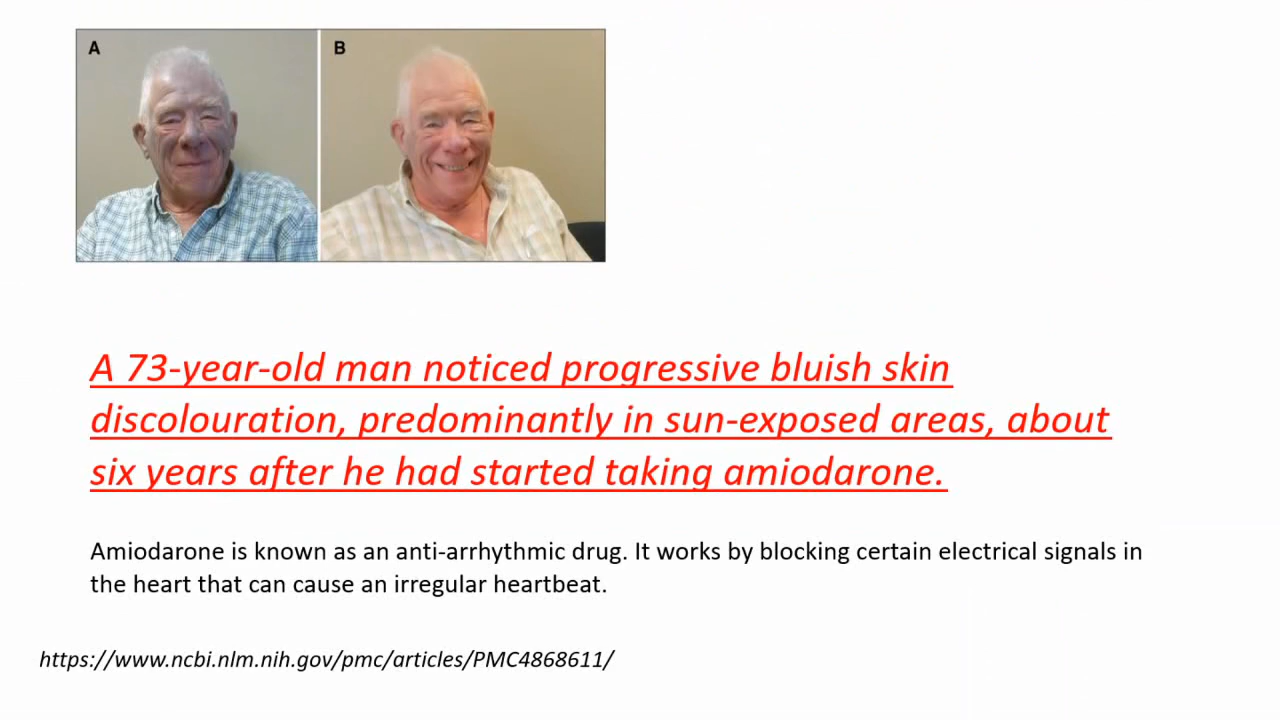 A B
A 73-year-old man noticed progressive bluish skin
discolouration, predominantly in sun-exposed areas, about
six years after he had started taking amiodarone.
Amiodarone is known as an anti-arrhythmic drug. It works by blocking certain electrical signals in
the heart that can cause an irregular heartbeat.
https://www.ncbi.nlm.nih.gov/pmc/articles/PMC4868611/